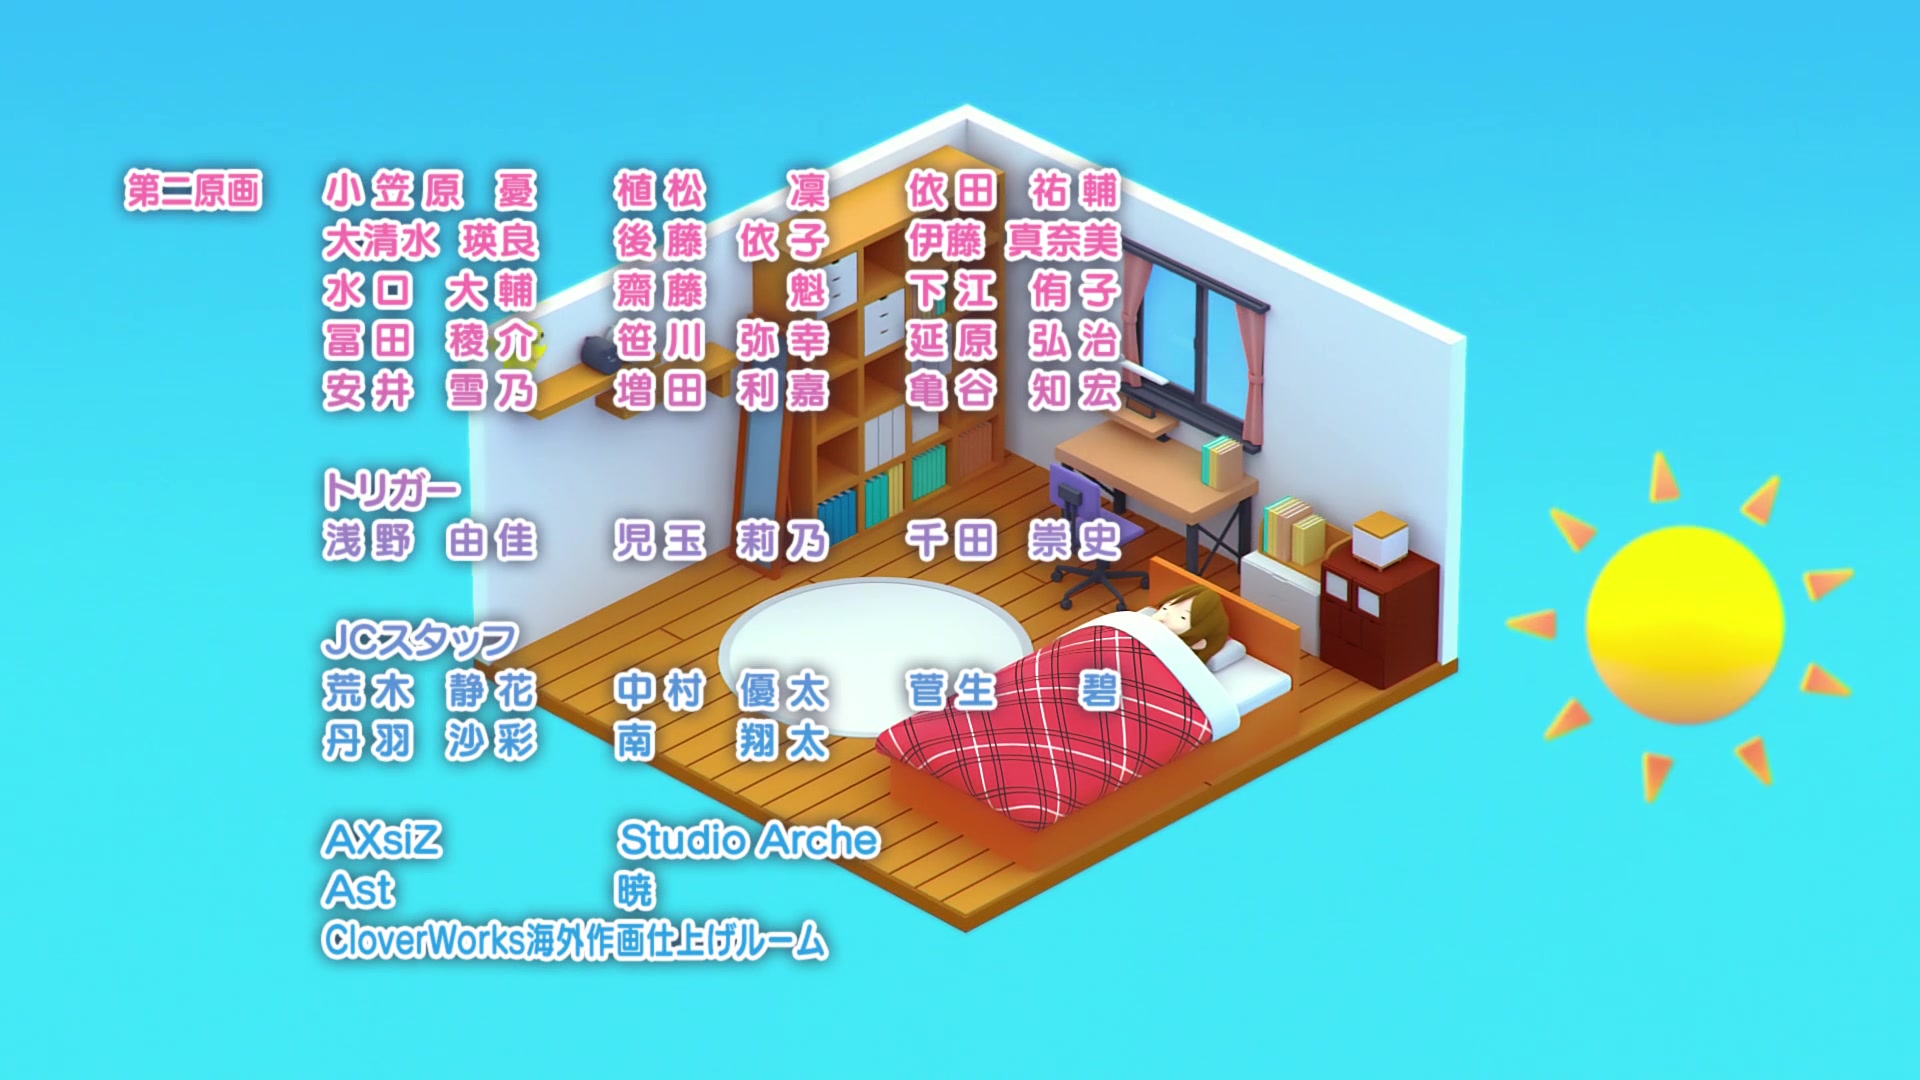 第二原画 小笠原 憂 植松 凜 依田 祐輔
大清水 瑛良 後藤 依子 伊藤 真奈美
水口 大輔 齋藤 魁 下江 侑子
冨田 稜介 笹川 弥幸 延原 弘治
安井 雪乃 増田 利嘉 亀谷 知宏
トリガー
浅野 由佳 児玉 莉乃 千田 崇史
JCスタッフ
荒木 静花 中村 優太 菅生 碧
丹羽 沙彩 南 翔太
AXsiZ Studio Arche
Ast 暁
CloverWorks海外作画仕上げルーム